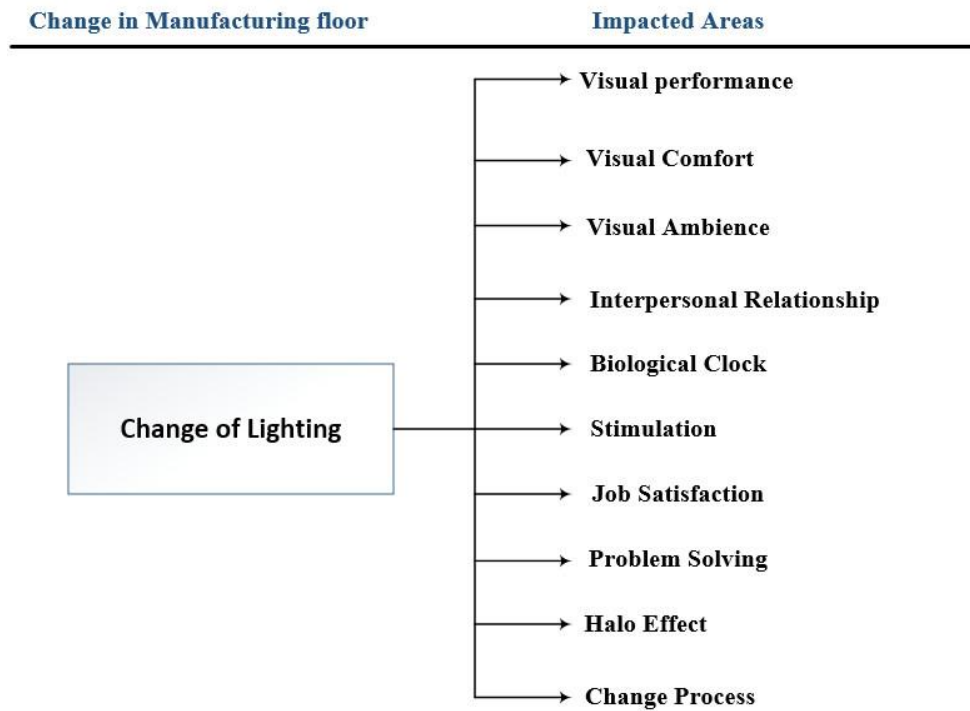 Change in Manufacturing floor
Impacted Areas
Visual performance
Visual Comfort
Visual Ambience
Interpersonal Relationship
Biological Clock
Change of Lighting
Stimulation
Job Satisfaction
Problem Solving
Halo Effect
Change Process